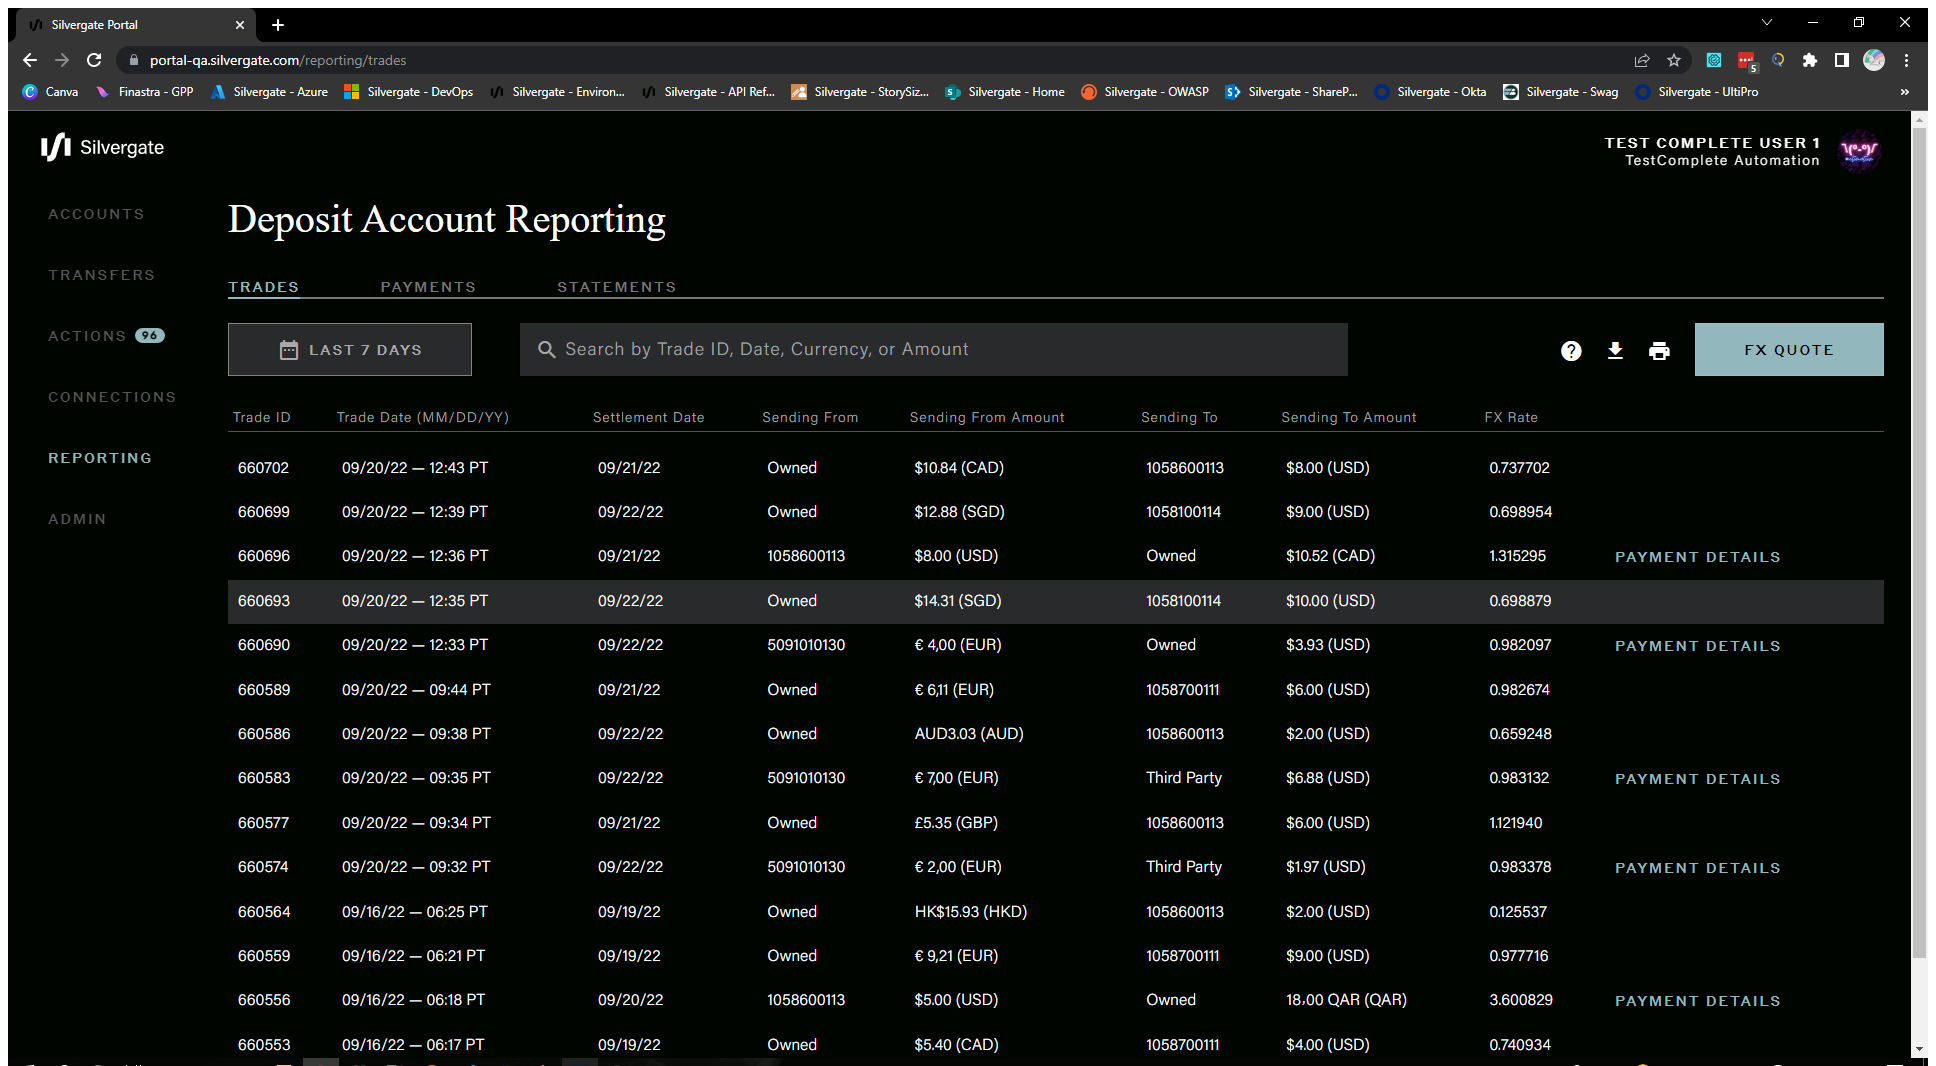 Silvergate Portal
portal-qa.silvergate.com/reporting/trades
5
Canva Finastra - GPP Silvergate - Azure Silvergate - DevOps Silvergate - Environ... Silvergate - API Ref... Silvergate - StorySiz... Silvergate - Home Silvergate - OWASP Silvergate - ShareP... Silvergate - Okta Silvergate - Swag Silvergate - UltiPro »
Silvergate
TEST COMPLETE USER 1
TestComplete Automation
ACCOUNTS
TRANSFERS
ACTIONS 96
CONNECTIONS
REPORTING
ADMIN
Deposit Account Reporting
TRADES PAYMENTS STATEMENTS
LAST 7 DAYS Search by Trade ID, Date, Currency, or Amount ? FX QUOTE
Trade ID Trade Date (MM/DD/YY) Settlement Date Sending From Sending From Amount Sending To Sending To Amount FX Rate
660702 09/20/22 — 12:43 PT 09/21/22 Owned $10.84 (CAD) 1058600113 $8.00 (USD) 0.737702
660699 09/20/22 — 12:39 PT 09/22/22 Owned $12.88 (SGD) 1058100114 $9.00 (USD) 0.698954
660696 09/20/22 — 12:36 PT 09/21/22 1058600113 $8.00 (USD) Owned $10.52 (CAD) 1.315295 PAYMENT DETAILS
660693 09/20/22 — 12:35 PT 09/22/22 Owned $14.31 (SGD) 1058100114 $10.00 (USD) 0.698879
660690 09/20/22 — 12:33 PT 09/22/22 5091010130 € 4,00 (EUR) Owned $3.93 (USD) 0.982097 PAYMENT DETAILS
660589 09/20/22 — 09:44 PT 09/21/22 Owned € 6,11 (EUR) 1058700111 $6.00 (USD) 0.982674
660586 09/20/22 — 09:38 PT 09/22/22 Owned AUD3.03 (AUD) 1058600113 $2.00 (USD) 0.659248
660583 09/20/22 — 09:35 PT 09/22/22 5091010130 € 7,00 (EUR) Third Party $6.88 (USD) 0.983132 PAYMENT DETAILS
660577 09/20/22 — 09:34 PT 09/21/22 Owned £5.35 (GBP) 1058600113 $6.00 (USD) 1.121940
660574 09/20/22 — 09:32 PT 09/22/22 5091010130 € 2,00 (EUR) Third Party $1.97 (USD) 0.983378 PAYMENT DETAILS
660564 09/16/22 — 06:25 PT 09/19/22 Owned HK$15.93 (HKD) 1058600113 $2.00 (USD) 0.125537
660559 09/16/22 — 06:21 PT 09/19/22 Owned € 9,21 (EUR) 1058700111 $9.00 (USD) 0.977716
660556 09/16/22 — 06:18 PT 09/20/22 1058600113 $5.00 (USD) Owned 18,00 QAR (QAR) 3.600829 PAYMENT DETAILS
660553 09/16/22 — 06:17 PT 09/19/22 Owned $5.40 (CAD) 1058700111 $4.00 (USD) 0.740934